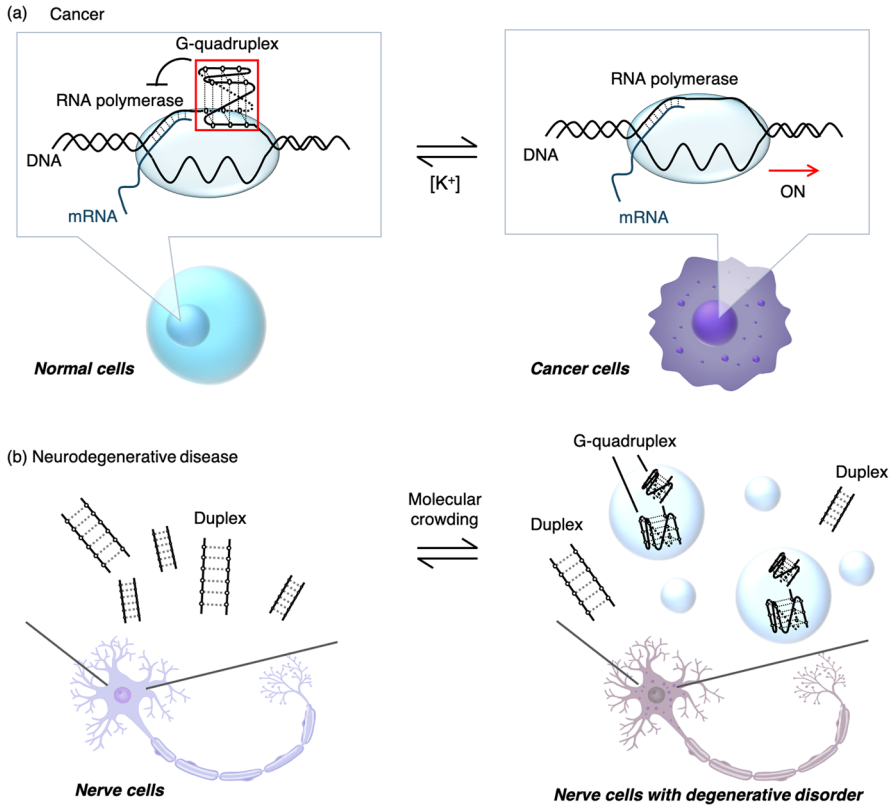 (a) Cancer
G-quadruplex
RNA polymerase
DNA
mRNA
[K⁺]
RNA polymerase
DNA
mRNA
ON
Normal cells
Cancer cells
(b) Neurodegenerative disease
Duplex
Molecular
crowding
G-quadruplex
Duplex
Duplex
Nerve cells
Nerve cells with degenerative disorder